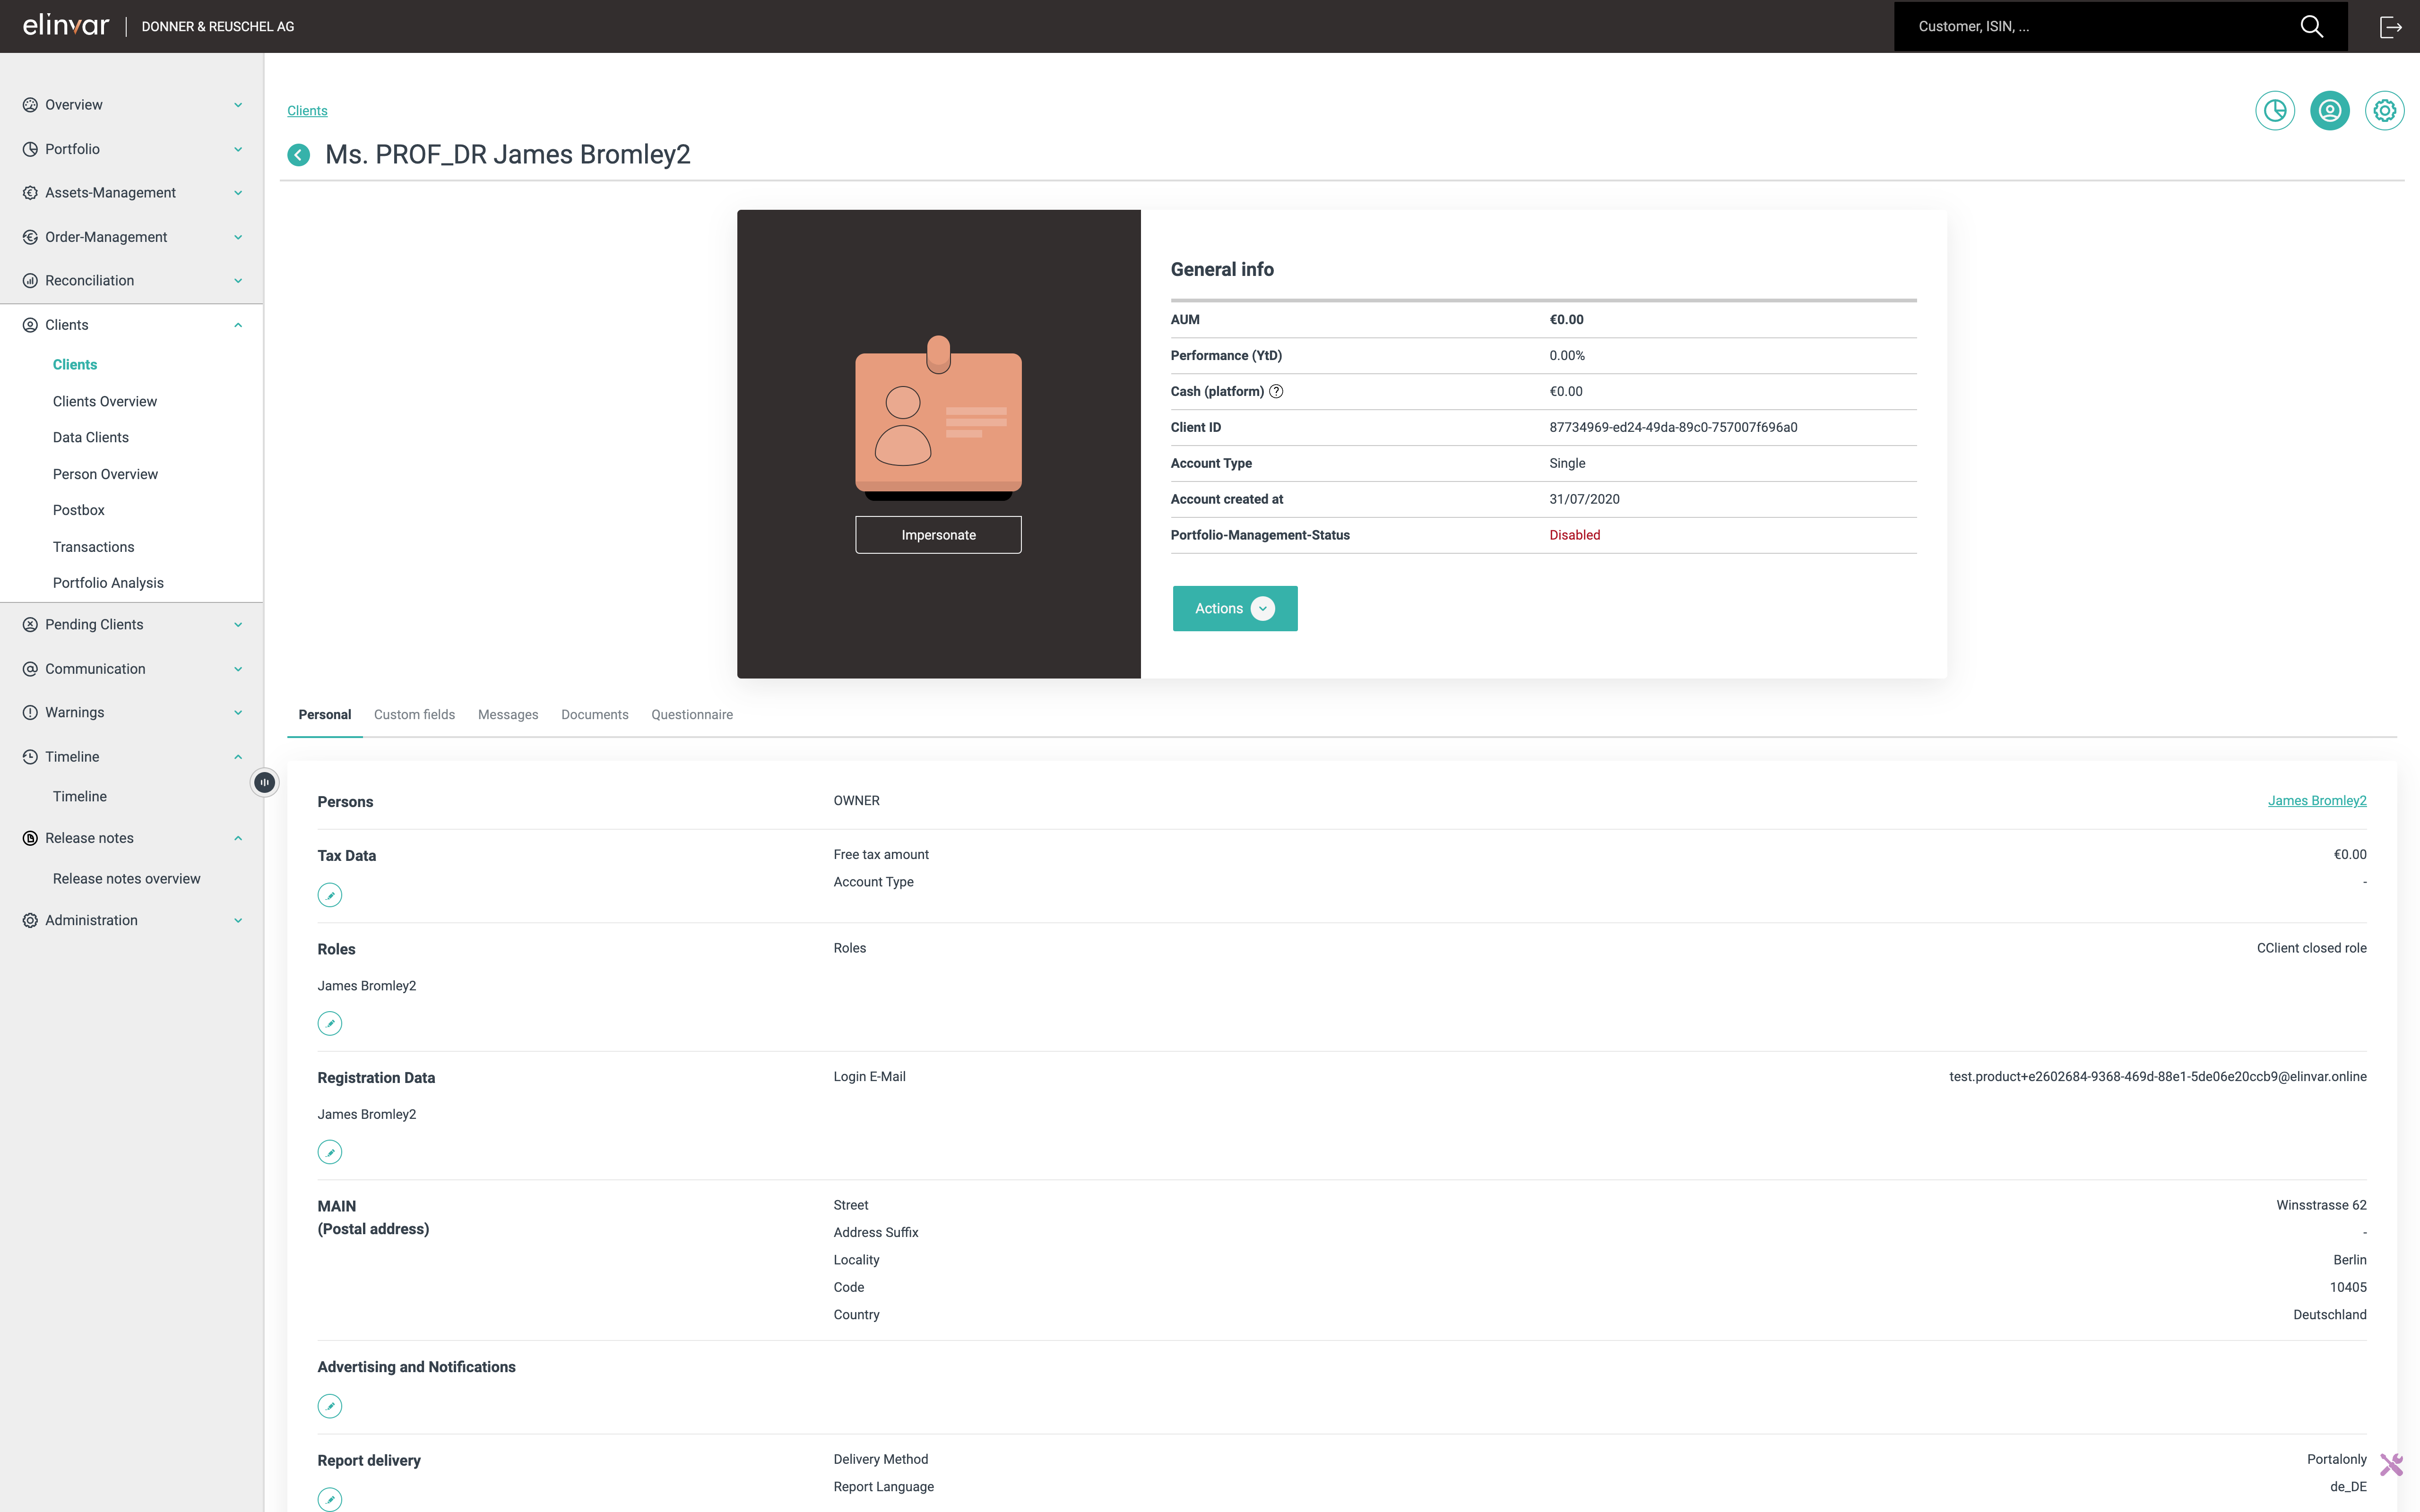 elinvar DONNER & REUSCHEL AG
Customer, ISIN, ...
Overview
Portfolio
Assets-Management
Order-Management
Reconciliation
Clients
Clients
Clients Overview
Data Clients
Person Overview
Postbox
Transactions
Portfolio Analysis
Pending Clients
Communication
Warnings
Timeline
Timeline
Release notes
Release notes overview
Administration
Clients
Ms. PROF_DR James Bromley2
Impersonate
General info
AUM €0.00
Performance (YtD) 0.00%
Cash (platform) ? €0.00
Client ID 87734969-ed24-49da-89c0-757007f696a0
Account Type Single
Account created at 31/07/2020
Portfolio-Management-Status Disabled
Actions
Personal Custom fields Messages Documents Questionnaire
Persons OWNER James Bromley2
Tax Data Free tax amount €0.00
Account Type -
Roles Roles CClient closed role
James Bromley2
Registration Data Login E-Mail test.product+e2602684-9368-469d-88e1-5de06e20ccb9@elinvar.online
James Bromley2
MAIN Street Winsstrasse 62
(Postal address) Address Suffix -
Locality Berlin
Code 10405
Country Deutschland
Advertising and Notifications
Report delivery Delivery Method Portalonly
Report Language de_DE